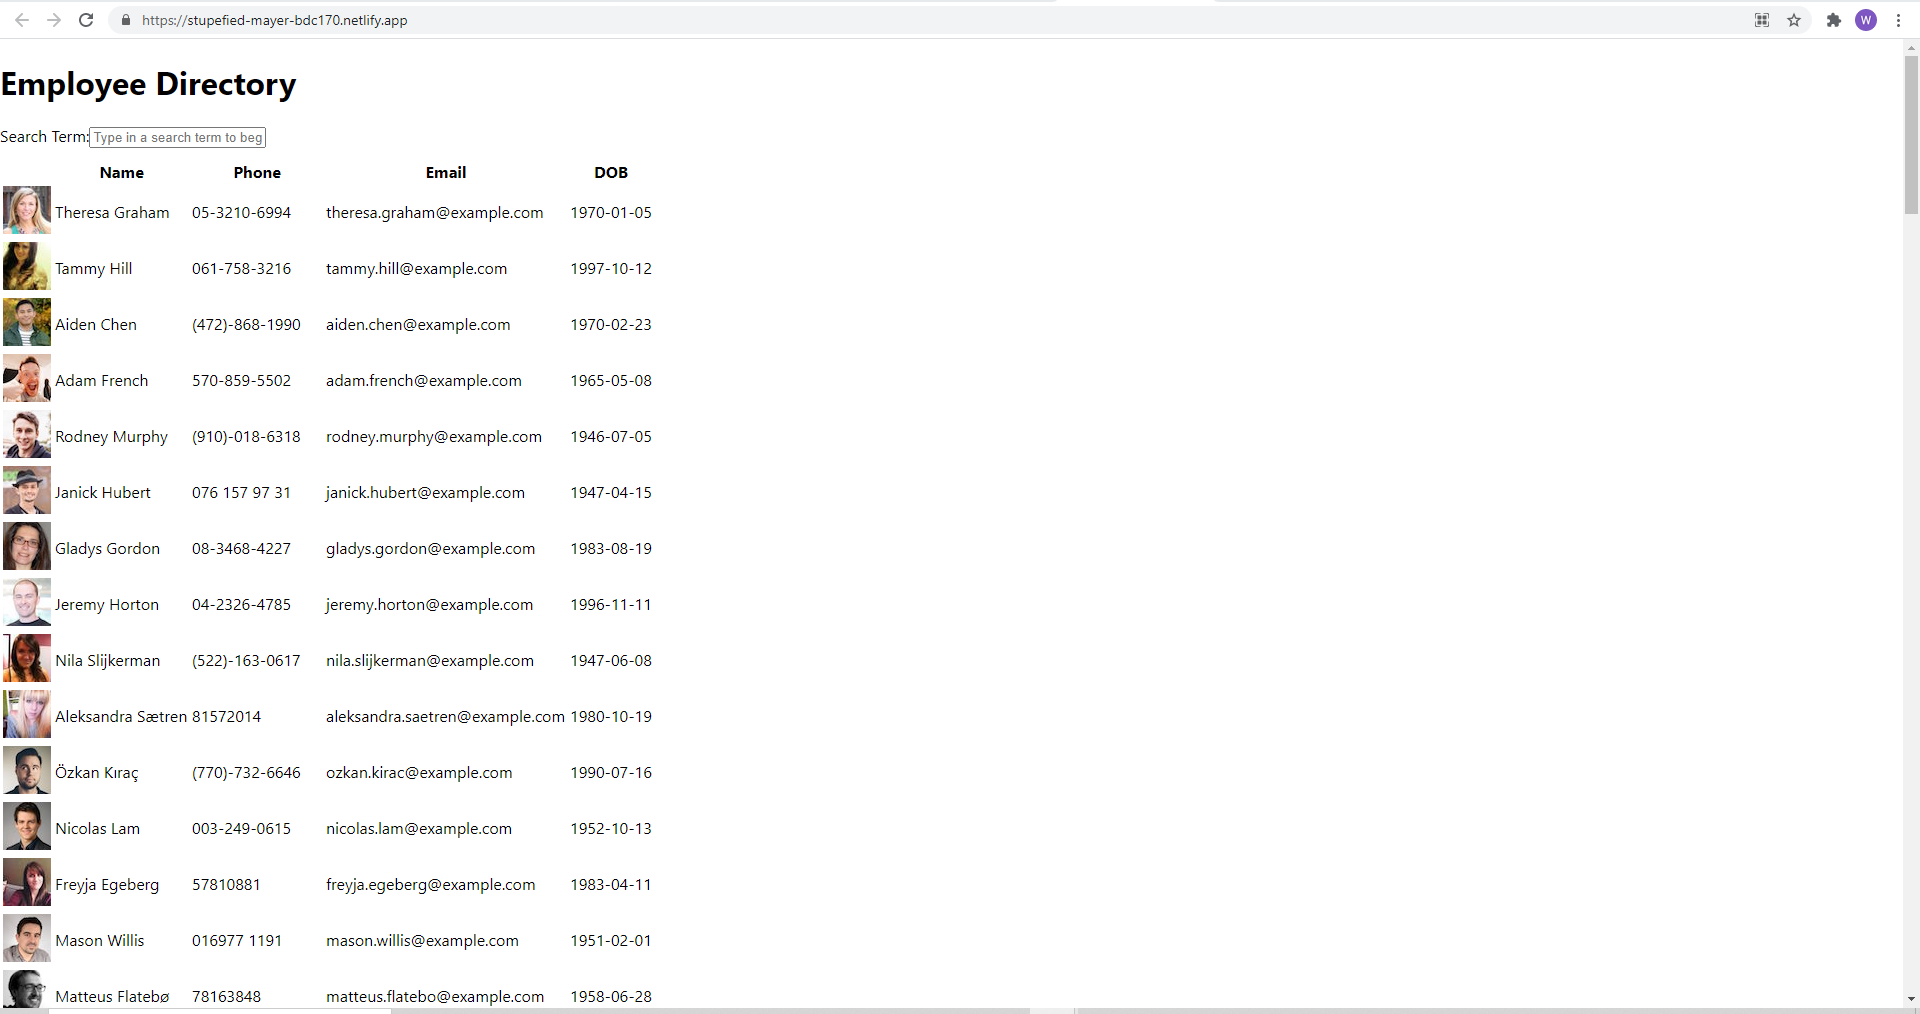 https://stupefied-mayer-bdc170.netlify.app
W
Employee Directory
Search Term: Type in a search term to beg
Name Phone Email DOB
Theresa Graham 05-3210-6994 theresa.graham@example.com 1970-01-05
Tammy Hill 061-758-3216 tammy.hill@example.com 1997-10-12
Aiden Chen (472)-868-1990 aiden.chen@example.com 1970-02-23
Adam French 570-859-5502 adam.french@example.com 1965-05-08
Rodney Murphy (910)-018-6318 rodney.murphy@example.com 1946-07-05
Janick Hubert 076 157 97 31 janick.hubert@example.com 1947-04-15
Gladys Gordon 08-3468-4227 gladys.gordon@example.com 1983-08-19
Jeremy Horton 04-2326-4785 jeremy.horton@example.com 1996-11-11
Nila Slijkerman (522)-163-0617 nila.slijkerman@example.com 1947-06-08
Aleksandra Sætren 81572014 aleksandra.saetren@example.com 1980-10-19
Özkan Kıraç (770)-732-6646 ozkan.kirac@example.com 1990-07-16
Nicolas Lam 003-249-0615 nicolas.lam@example.com 1952-10-13
Freyja Egeberg 57810881 freyja.egeberg@example.com 1983-04-11
Mason Willis 016977 1191 mason.willis@example.com 1951-02-01
Matteus Flatebø 78163848 matteus.flatebo@example.com 1958-06-28